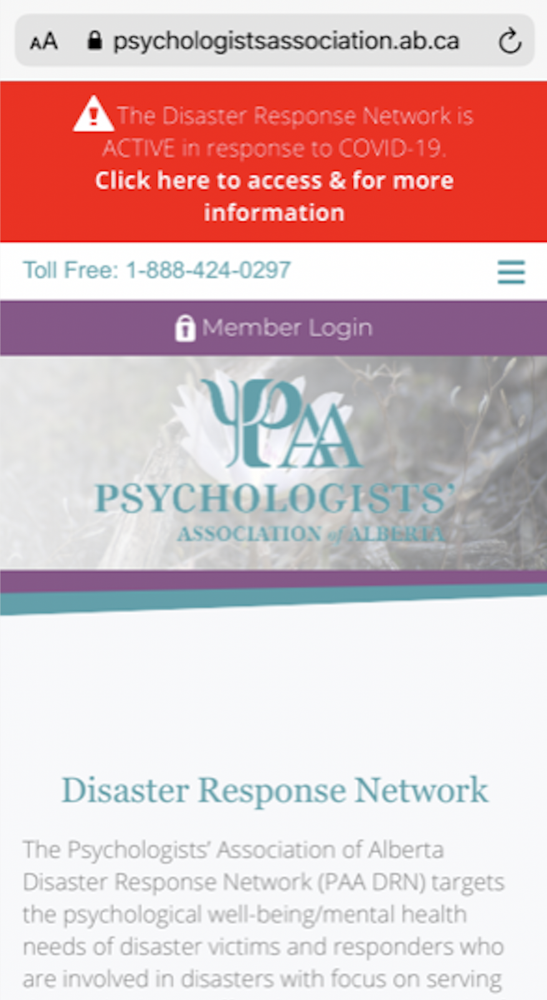 AA psychologistsassociation.ab.ca
The Disaster Response Network is
ACTIVE in response to COVID-19.
Click here to access & for more
information
Toll Free: 1-888-424-0297
Member Login
ΨPAA
PSYCHOLOGISTS’
ASSOCIATION of ALBERTA
Disaster Response Network
The Psychologists’ Association of Alberta
Disaster Response Network (PAA DRN) targets
the psychological well-being/mental health
needs of disaster victims and responders who
are involved in disasters with focus on serving